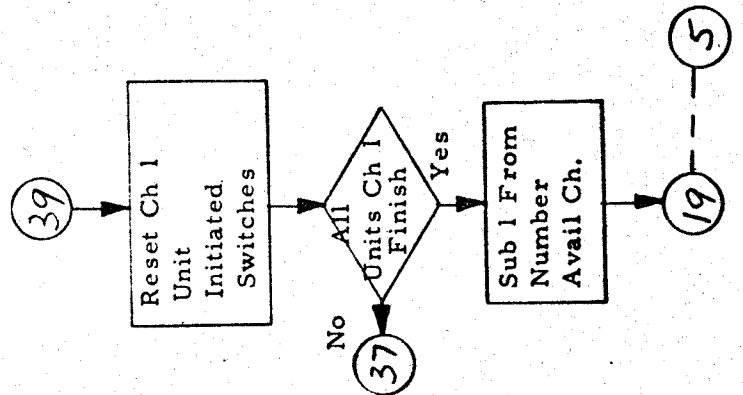 39
Reset Ch 1
Unit
Initiated
Switches
All
Units Ch 1
Finish
No
37
Yes
Sub 1 From
Number
Avail Ch.
19
5